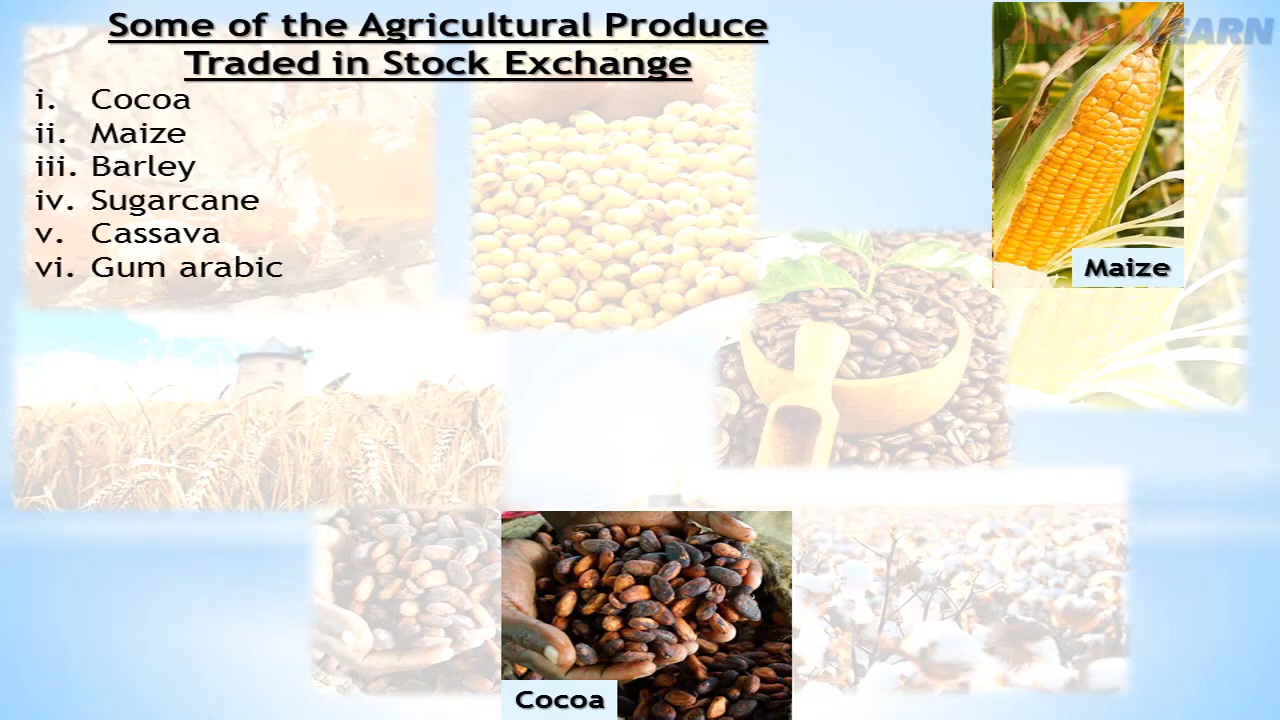 Some of the Agricultural Produce
Traded in Stock Exchange
i. Cocoa
ii. Maize
iii. Barley
iv. Sugarcane
v. Cassava
vi. Gum arabic
Maize
Cocoa